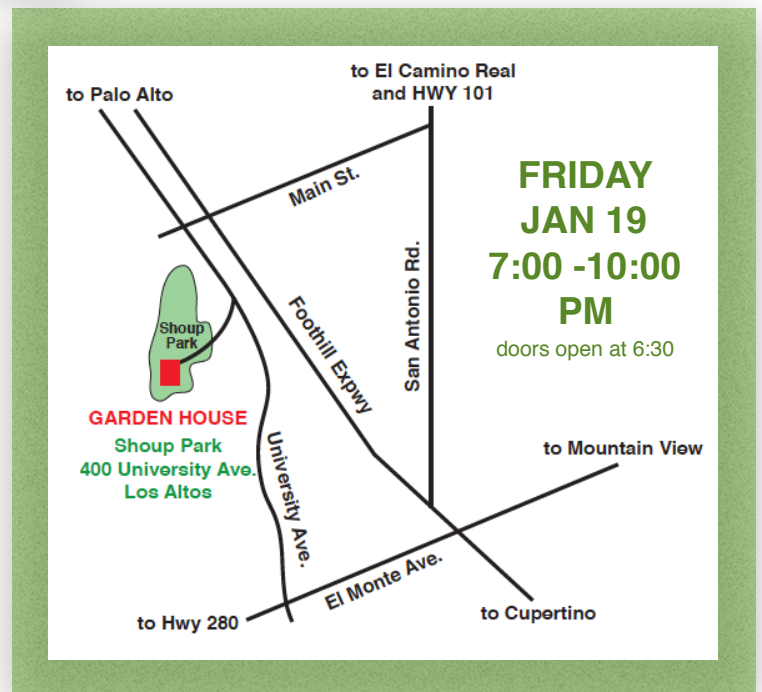 to El Camino Real
and HWY 101
to Palo Alto
Main St.
FRIDAY
JAN 19
7:00 -10:00
PM
doors open at 6:30
San Antonio Rd.
Foothill Expwy
Shoup
Park
GARDEN HOUSE
Shoup Park
400 University Ave.
Los Altos
University Ave.
to Mountain View
El Monte Ave.
to Cupertino
to Hwy 280